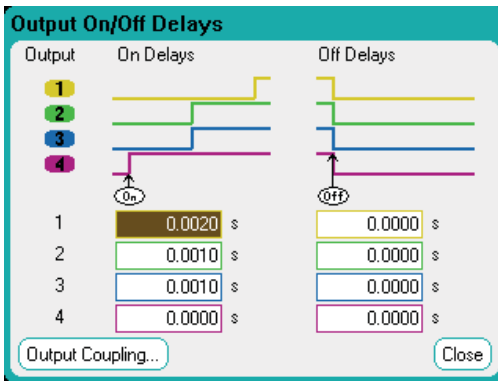 Output On/Off Delays
Output On Delays Off Delays
1
2
3
4
On Off
1 0.0020 s 0.0000 s
2 0.0010 s 0.0000 s
3 0.0010 s 0.0000 s
4 0.0000 s 0.0000 s
Output Coupling... Close